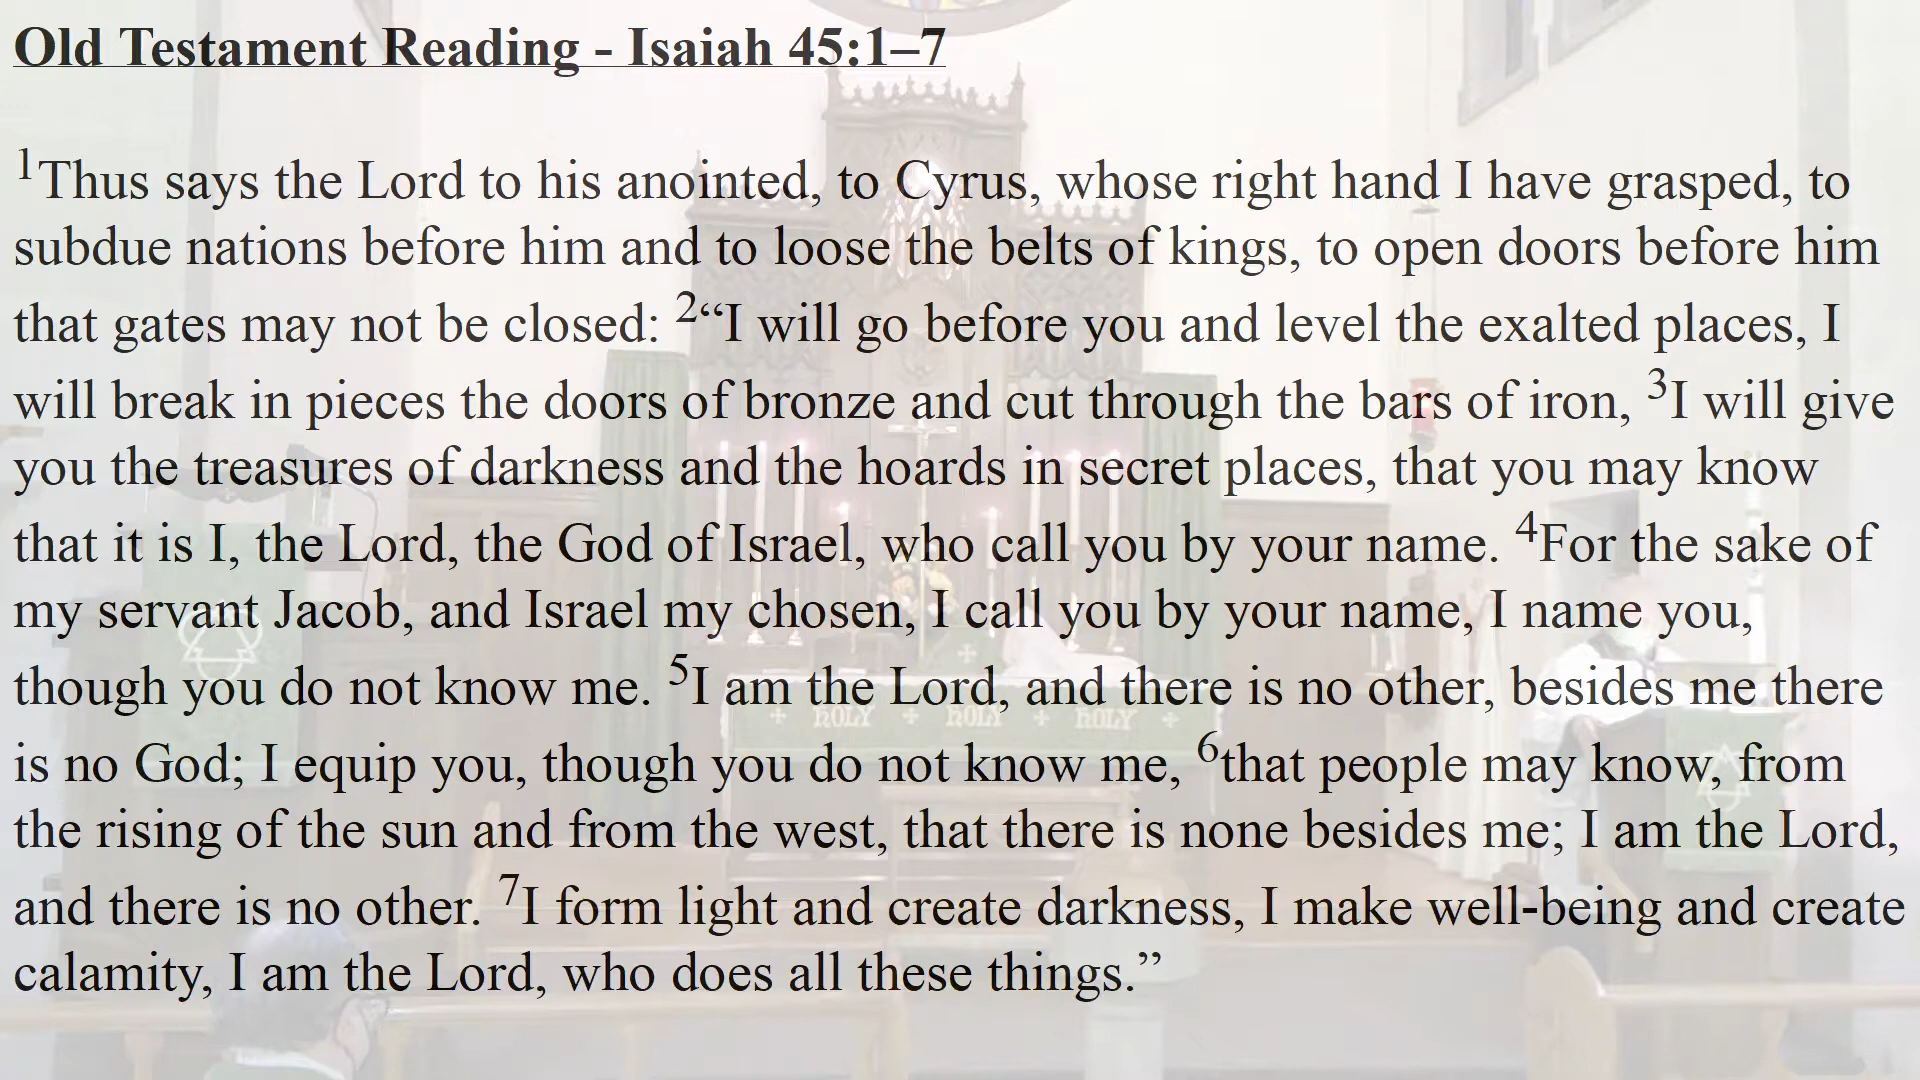 Old Testament Reading - Isaiah 45:1–7
1Thus says the Lord to his anointed, to Cyrus, whose right hand I have grasped, to
subdue nations before him and to loose the belts of kings, to open doors before him
that gates may not be closed: 2“I will go before you and level the exalted places, I
will break in pieces the doors of bronze and cut through the bars of iron, 3I will give
you the treasures of darkness and the hoards in secret places, that you may know
that it is I, the Lord, the God of Israel, who call you by your name. 4For the sake of
my servant Jacob, and Israel my chosen, I call you by your name, I name you,
though you do not know me. 5I am the Lord, and there is no other, besides me there
is no God; I equip you, though you do not know me, 6that people may know, from
the rising of the sun and from the west, that there is none besides me; I am the Lord,
and there is no other. 7I form light and create darkness, I make well-being and create
calamity, I am the Lord, who does all these things.”
HOLY HOLY HOLY